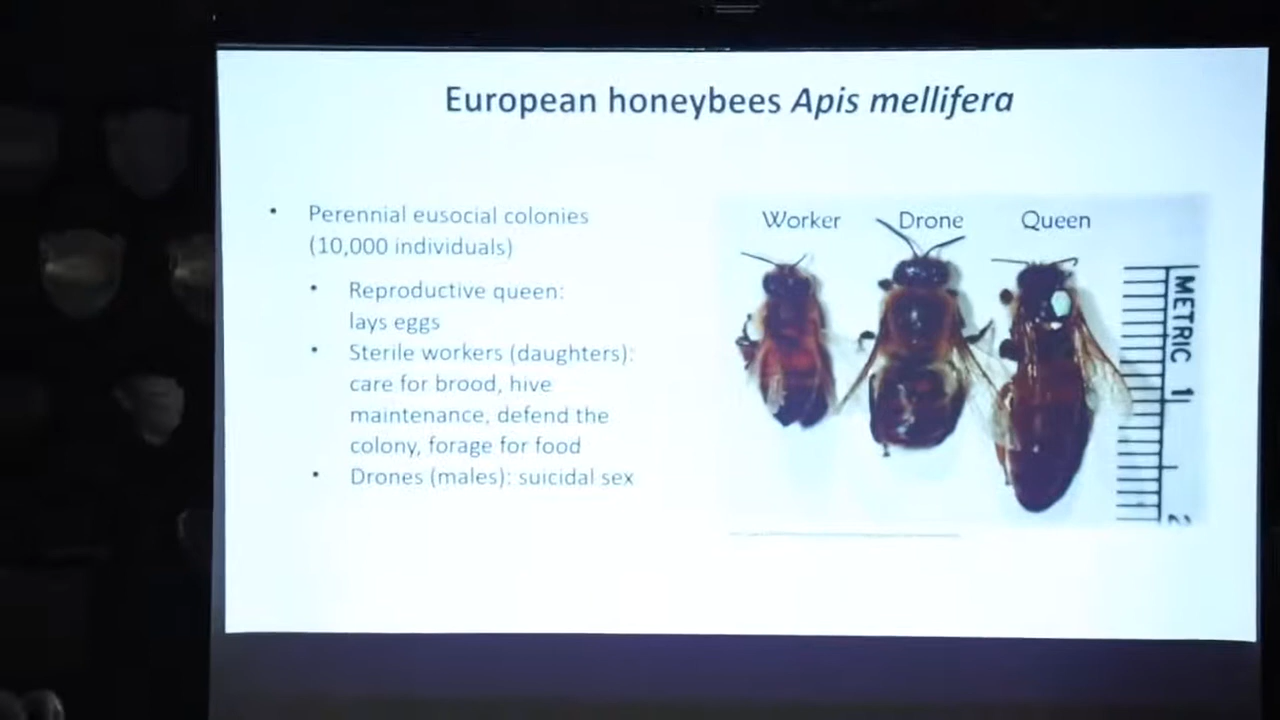 European honeybees Apis mellifera
• Perennial eusocial colonies
(10,000 individuals)
• Reproductive queen:
lays eggs
• Sterile workers (daughters):
care for brood, hive
maintenance, defend the
colony, forage for food
• Drones (males): suicidal sex
Worker
Drone
Queen
METRIC 1
2